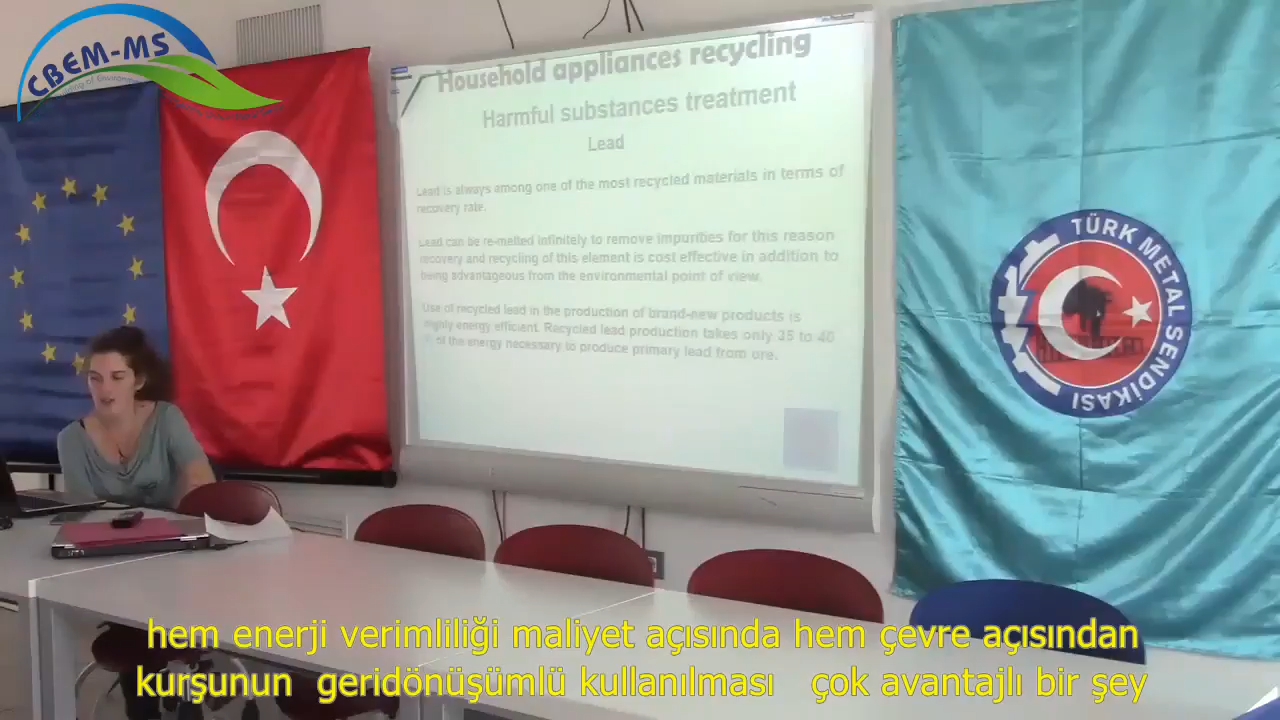 CBEM-MS
Household appliances recycling
Harmful substances treatment
Lead
Lead is always among one of the most recycled materials in terms of
recovery rate.
Lead can be re-melted infinitely to remove impurities for this reason
recovery and recycling of this element is cost effective in addition to
being advantageous from the environmental point of view.
Use of recycled lead in the production of brand-new products is
highly energy efficient. Recycled lead production takes only 35 to 40
of the energy necessary to produce primary lead from ore.
TÜRK METAL SENDİKASI
hem enerji verimliliği maliyet açısında hem çevre açısından
kurşunun geridönüşümlü kullanılması çok avantajlı bir şey